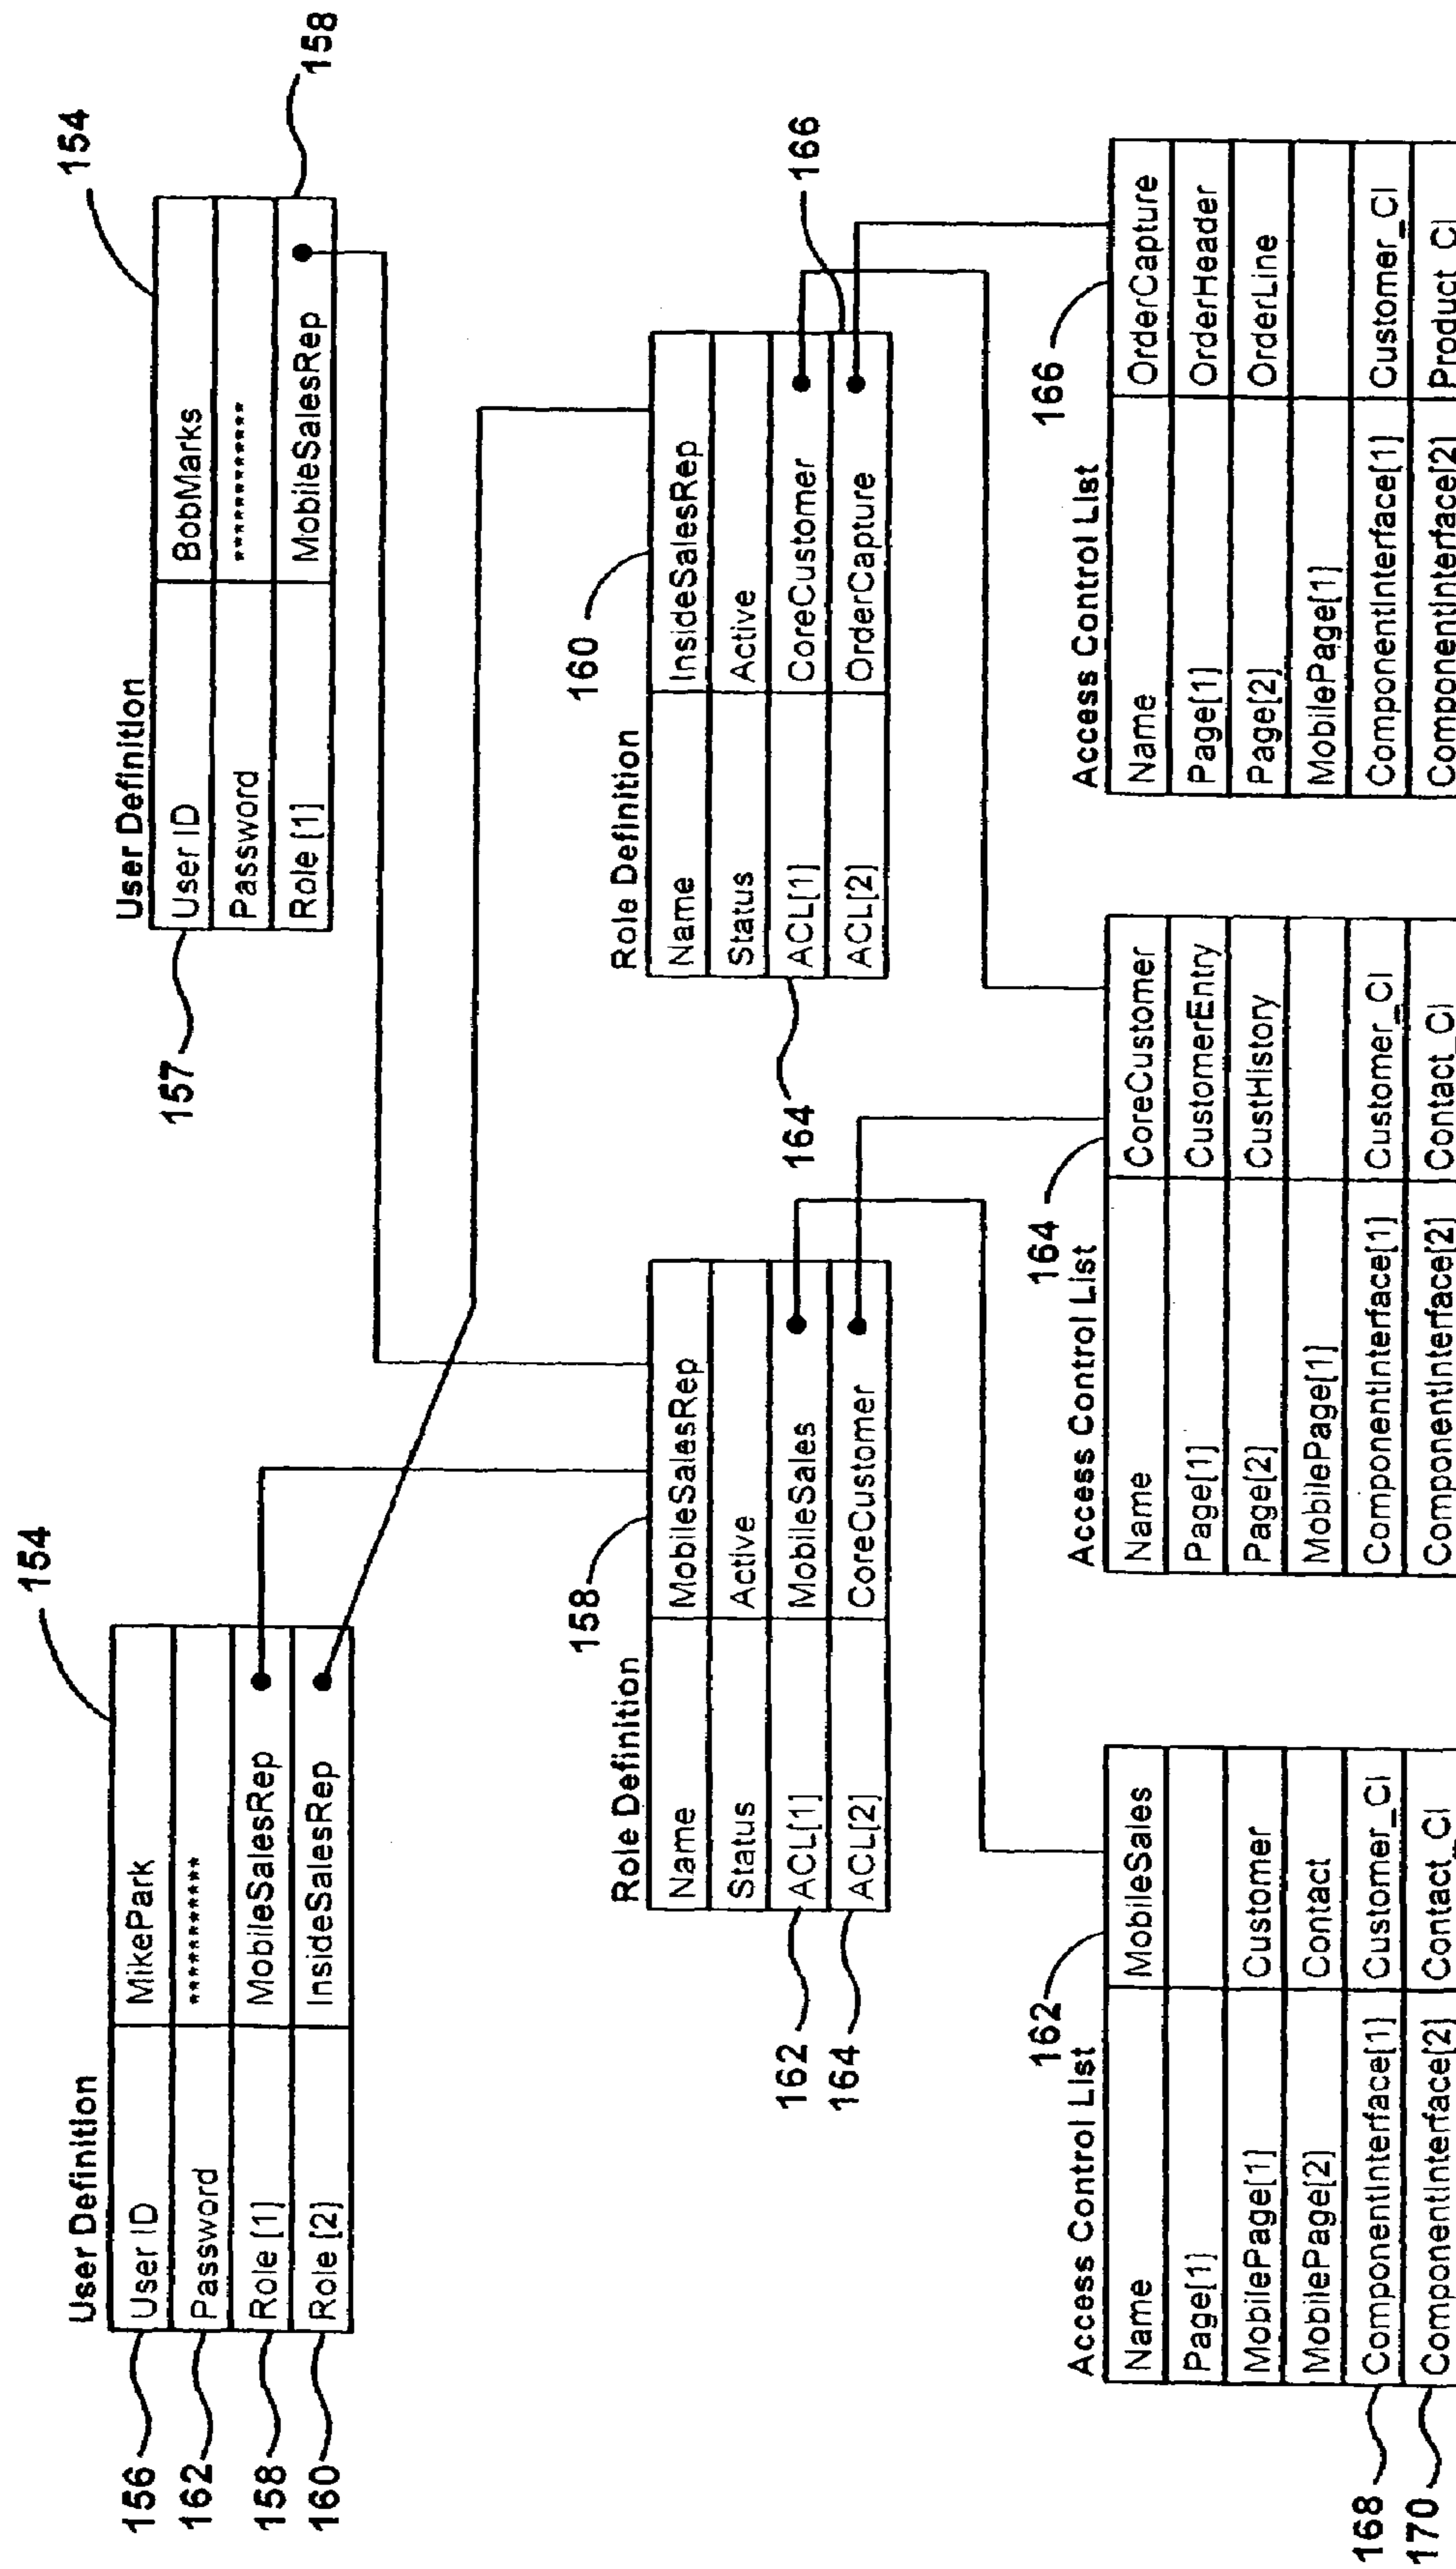 154
User Definition
156 User ID MikePark
162 Password **********
158 Role [1] MobileSalesRep
160 Role [2] InsideSalesRep
154
User Definition
157 User ID BobMarks
Password ************
Role [1] MobileSalesRep 158
158
Role Definition
Name MobileSalesRep
Status Active
162 ACL[1] MobileSales
164 ACL[2] CoreCustomer
160
Role Definition
Name InsideSalesRep
Status Active
164 ACL[1] CoreCustomer
ACL[2] OrderCapture 166
162
Access Control List
Name MobileSales
Page[1]
MobilePage[1] Customer
MobilePage[2] Contact
168 ComponentInterface[1] Customer_CI
170 ComponentInterface[2] Contact_CI
164
Access Control List
Name CoreCustomer
Page[1] CustomerEntry
Page[2] CustHistory
MobilePage[1]
ComponentInterface[1] Customer_CI
ComponentInterface[2] Contact_CI
166
Access Control List
Name OrderCapture
Page[1] OrderHeader
Page[2] OrderLine
MobilePage[1]
ComponentInterface[1] Customer_CI
ComponentInterface[2] Product_CI